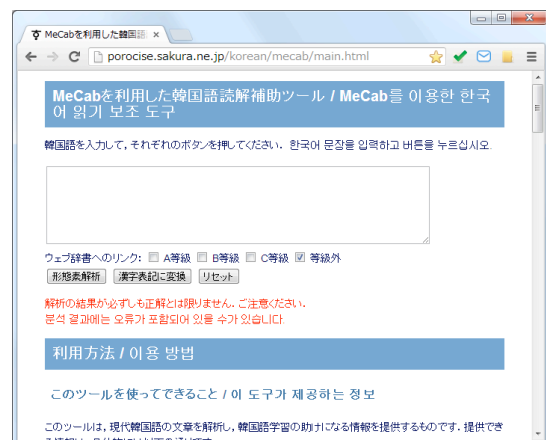 MeCabを利用した韓国語
porocise.sakura.ne.jp/korean/mecab/main.html
MeCabを利用した韓国語読解補助ツール / MeCab를 이용한 한국
어 읽기 보조 도구
韓国語を入力して，それぞれのボタンを押してください． 한국어 문장을 입력하고 버튼을 누르십시오.
ウェブ辞書へのリンク: A等級 B等級 C等級 等級外
形態素解析 漢字表記に変換 リセット
解析の結果が必ずしも正解とは限りません．ご注意ください．
분석 결과에는 오류가 포함되어 있을 수가 있습니다.
利用方法 / 이용 방법
このツールを使ってできること / 이 도구가 제공하는 정보
このツールは，現代韓国語の文章を解析し，韓国語学習の助けになる情報を提供するものです．提供でき